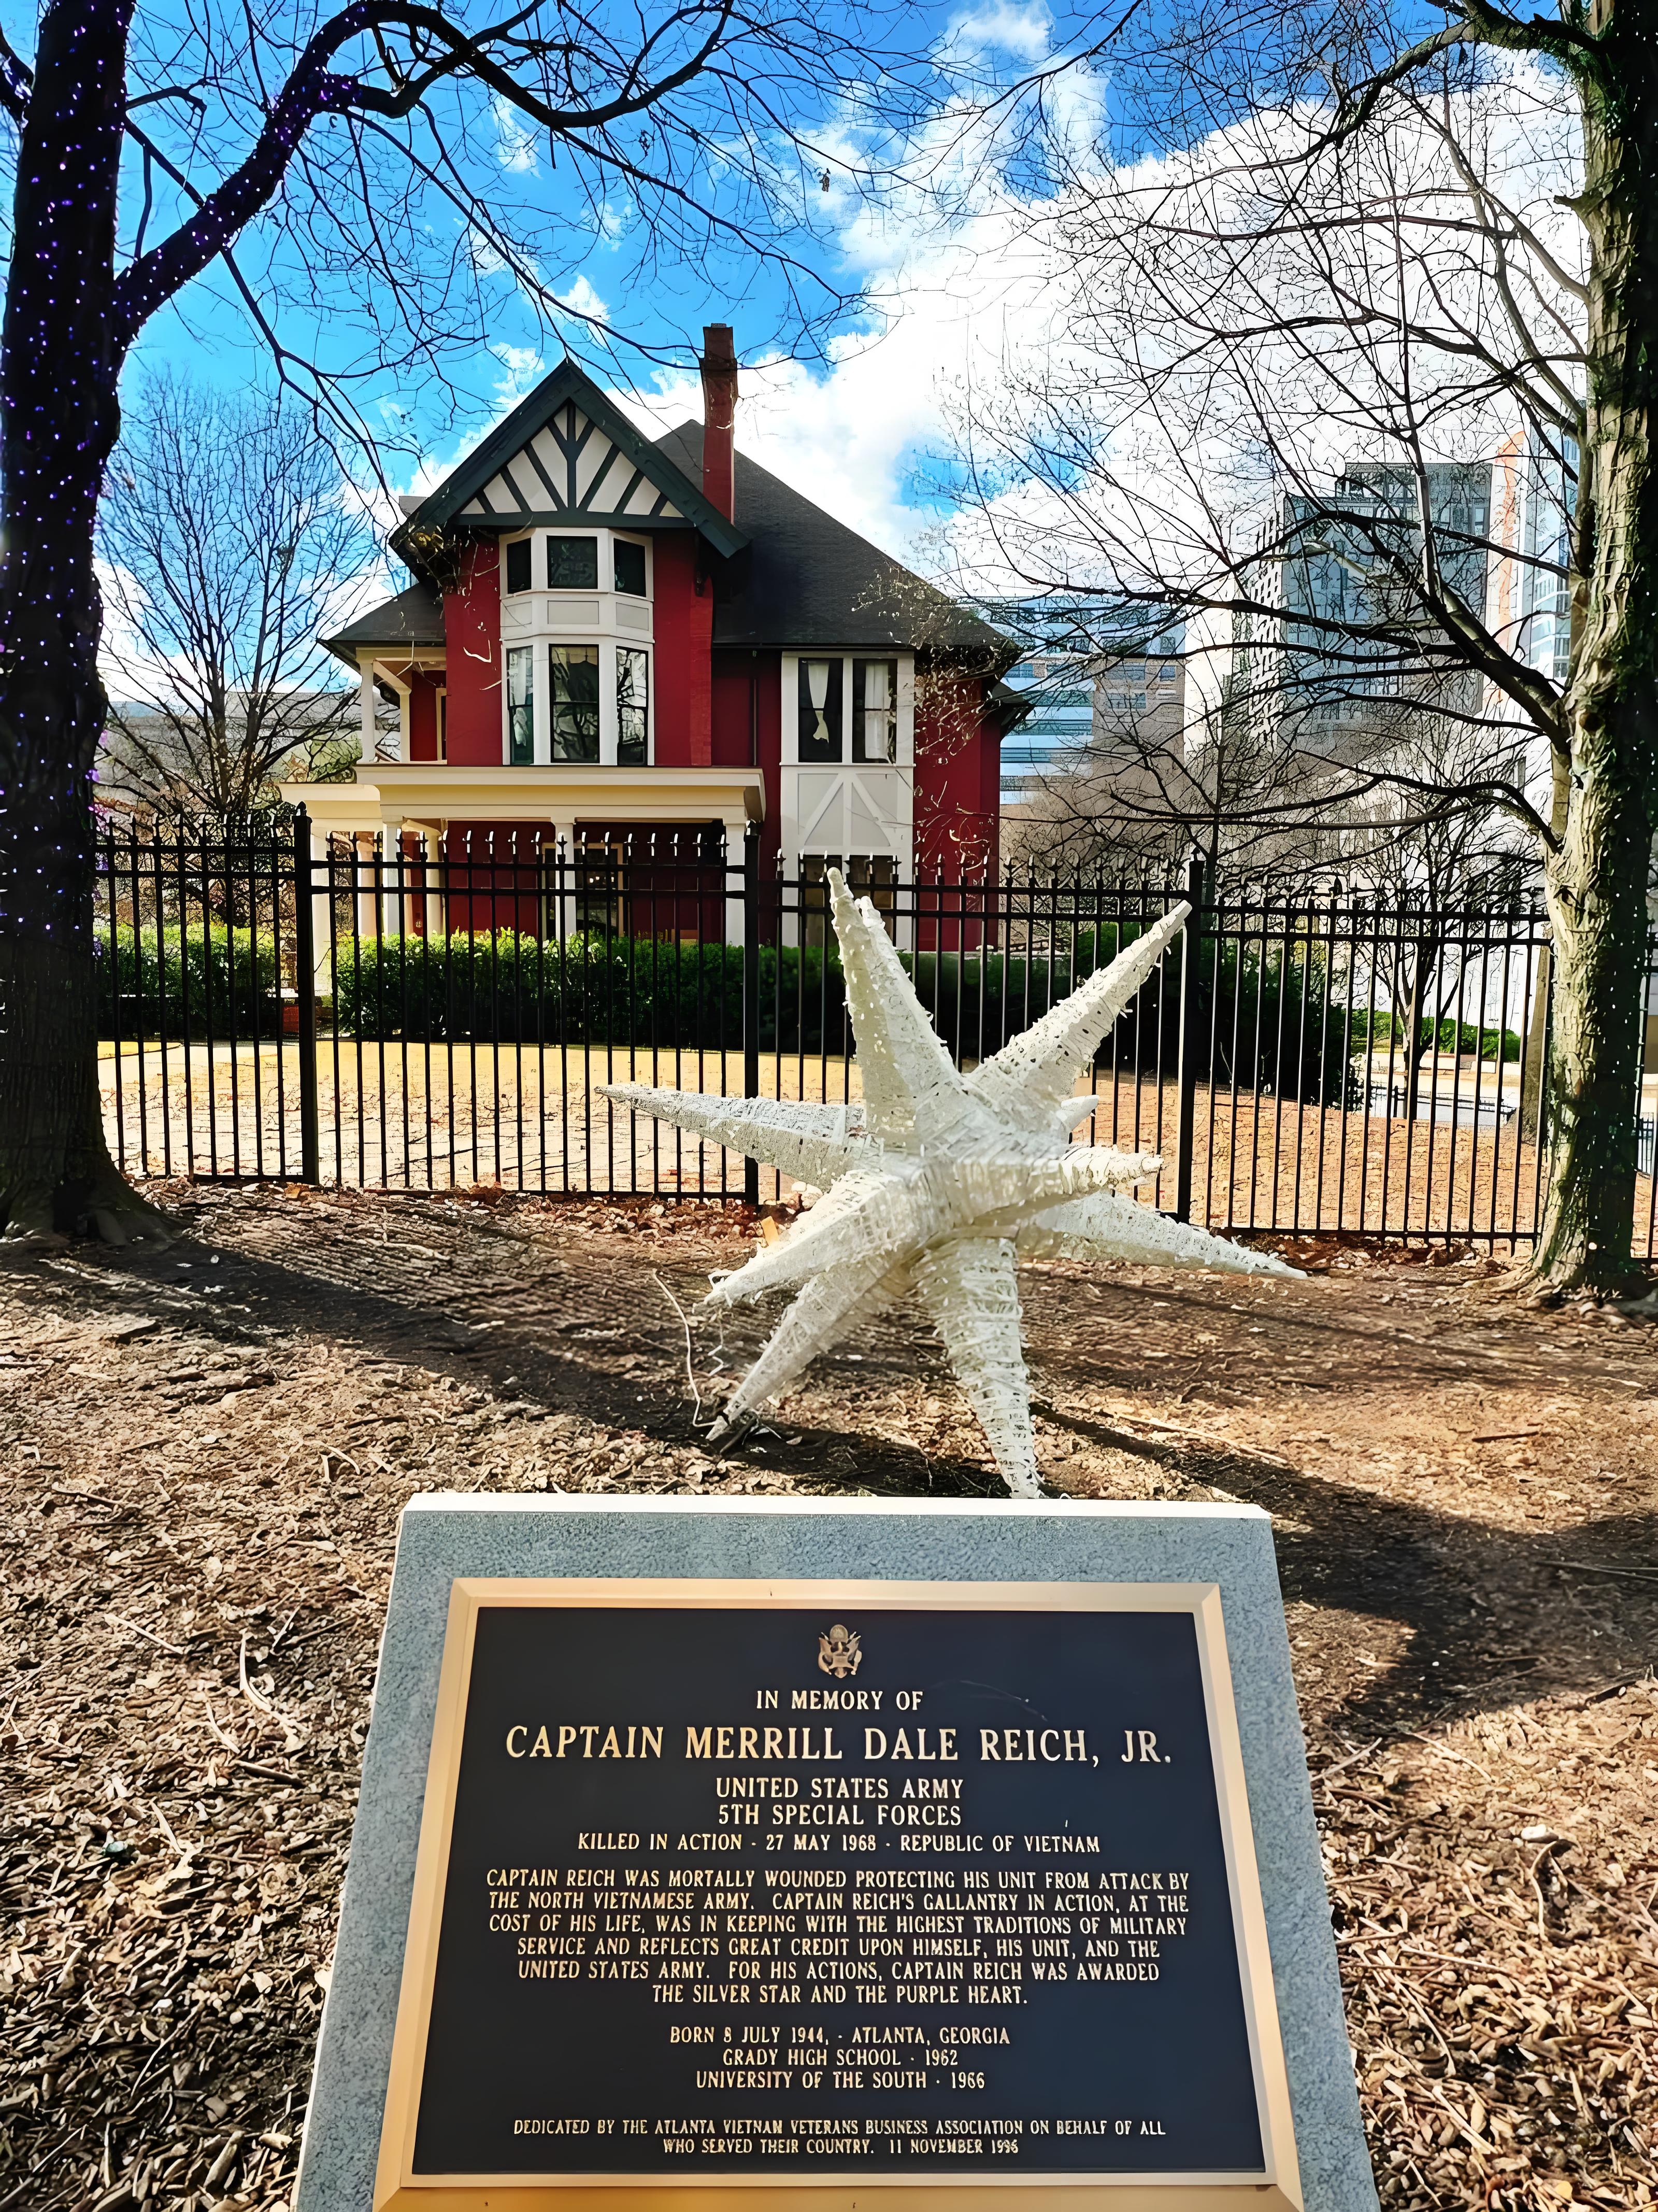 IN MEMORY OF
CAPTAIN MERRILL DALE REICH, JR.
UNITED STATES ARMY
5TH SPECIAL FORCES
KILLED IN ACTION - 27 MAY 1968 - REPUBLIC OF VIETNAM
CAPTAIN REICH WAS MORTALLY WOUNDED PROTECTING HIS UNIT FROM ATTACK BY
THE NORTH VIETNAMESE ARMY. CAPTAIN REICH'S GALLANTRY IN ACTION, AT THE
COST OF HIS LIFE, WAS IN KEEPING WITH THE HIGHEST TRADITIONS OF MILITARY
SERVICE AND REFLECTS GREAT CREDIT UPON HIMSELF, HIS UNIT, AND THE
UNITED STATES ARMY. FOR HIS ACTIONS, CAPTAIN REICH WAS AWARDED
THE SILVER STAR AND THE PURPLE HEART.
BORN 8 JULY 1944, - ATLANTA, GEORGIA
GRADY HIGH SCHOOL - 1962
UNIVERSITY OF THE SOUTH - 1966
DEDICATED BY THE ATLANTA VIETNAM VETERANS BUSINESS ASSOCIATION ON BEHALF OF ALL
WHO SERVED THEIR COUNTRY. 11 NOVEMBER 1996